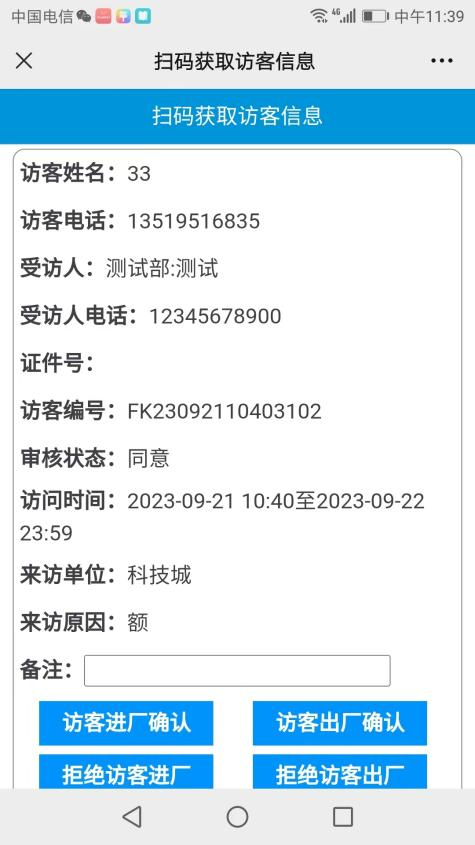 中国电信
4G
中午11:39
扫码获取访客信息
扫码获取访客信息
访客姓名：33
访客电话：13519516835
受访人：测试部:测试
受访人电话：12345678900
证件号：
访客编号：FK23092110403102
审核状态：同意
访问时间：2023-09-21 10:40至2023-09-22
23:59
来访单位：科技城
来访原因：额
备注：
访客进厂确认 访客出厂确认
拒绝访客进厂 拒绝访客出厂